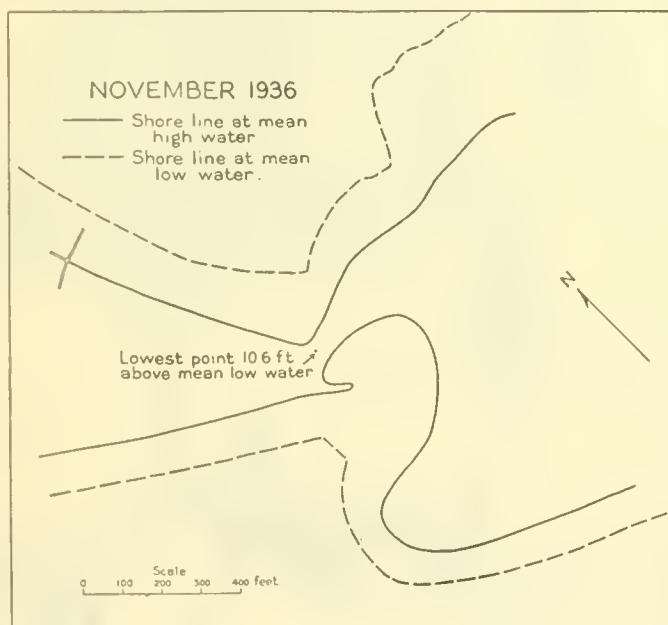 NOVEMBER 1936
Shore line at mean
high water
Shore line at mean
low water.
N
Lowest point 10.6 ft
above mean low water
Scale
0 100 200 300 400 feet